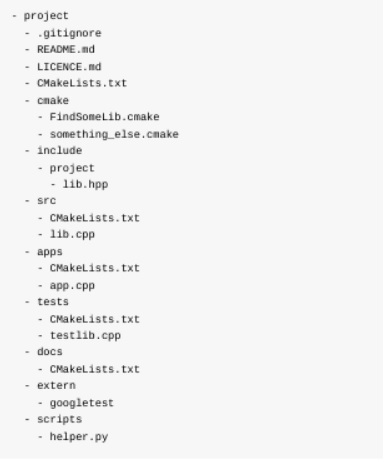 - project
- .gitignore
- README.md
- LICENCE.md
- CMakeLists.txt
- cmake
- FindSomeLib.cmake
- something_else.cmake
- include
- project
- lib.hpp
- src
- CMakeLists.txt
- lib.cpp
- apps
- CMakeLists.txt
- app.cpp
- tests
- CMakeLists.txt
- testlib.cpp
- docs
- CMakeLists.txt
- extern
- googletest
- scripts
- helper.py